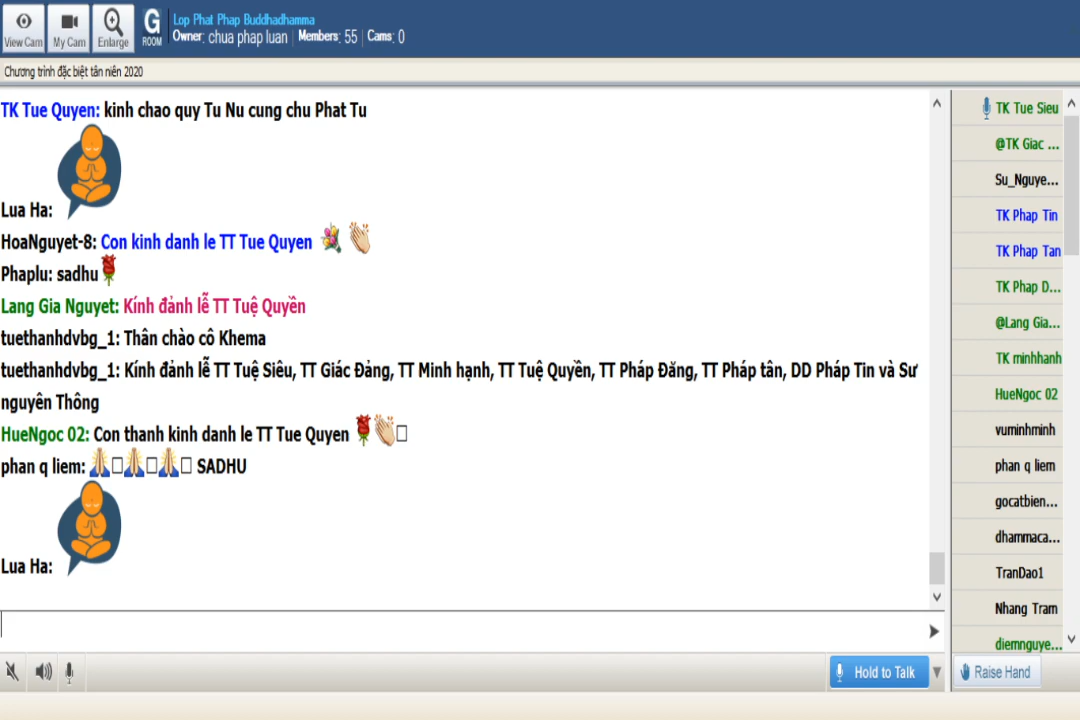 View Cam My Cam Enlarge G ROOM
Lop Phat Phap Buddhadhamma
Owner: chua phap luan Members: 55 Cams: 0
Chương trình đặc biệt tân niên 2020
TK Tue Quyen: kinh chao quy Tu Nu cung chu Phat Tu
Lua Ha:
HoaNguyet-8: Con kinh danh le TT Tue Quyen
Phaplu: sadhu
Lang Gia Nguyet: Kính đảnh lễ TT Tuệ Quyền
tuethanhdvbg_1: Thân chào cô Khema
tuethanhdvbg_1: Kính đảnh lễ TT Tuệ Siêu, TT Giác Đảng, TT Minh hạnh, TT Tuệ Quyền, TT Pháp Đăng, TT Pháp tân, DD Pháp Tin và Sư
nguyên Thông
HueNgoc 02: Con thanh kinh danh le TT Tue Quyen
phan q liem: SADHU
Lua Ha:
TK Tue Sieu
@TK Giac ...
Su_Nguye...
TK Phap Tin
TK Phap Tan
TK Phap D...
@Lang Gia...
TK minhhanh
HueNgoc 02
vuminhminh
phan q liem
gocatbien...
dhammaca...
TranDao1
Nhang Tram
diemnguye...
Hold to Talk
Raise Hand